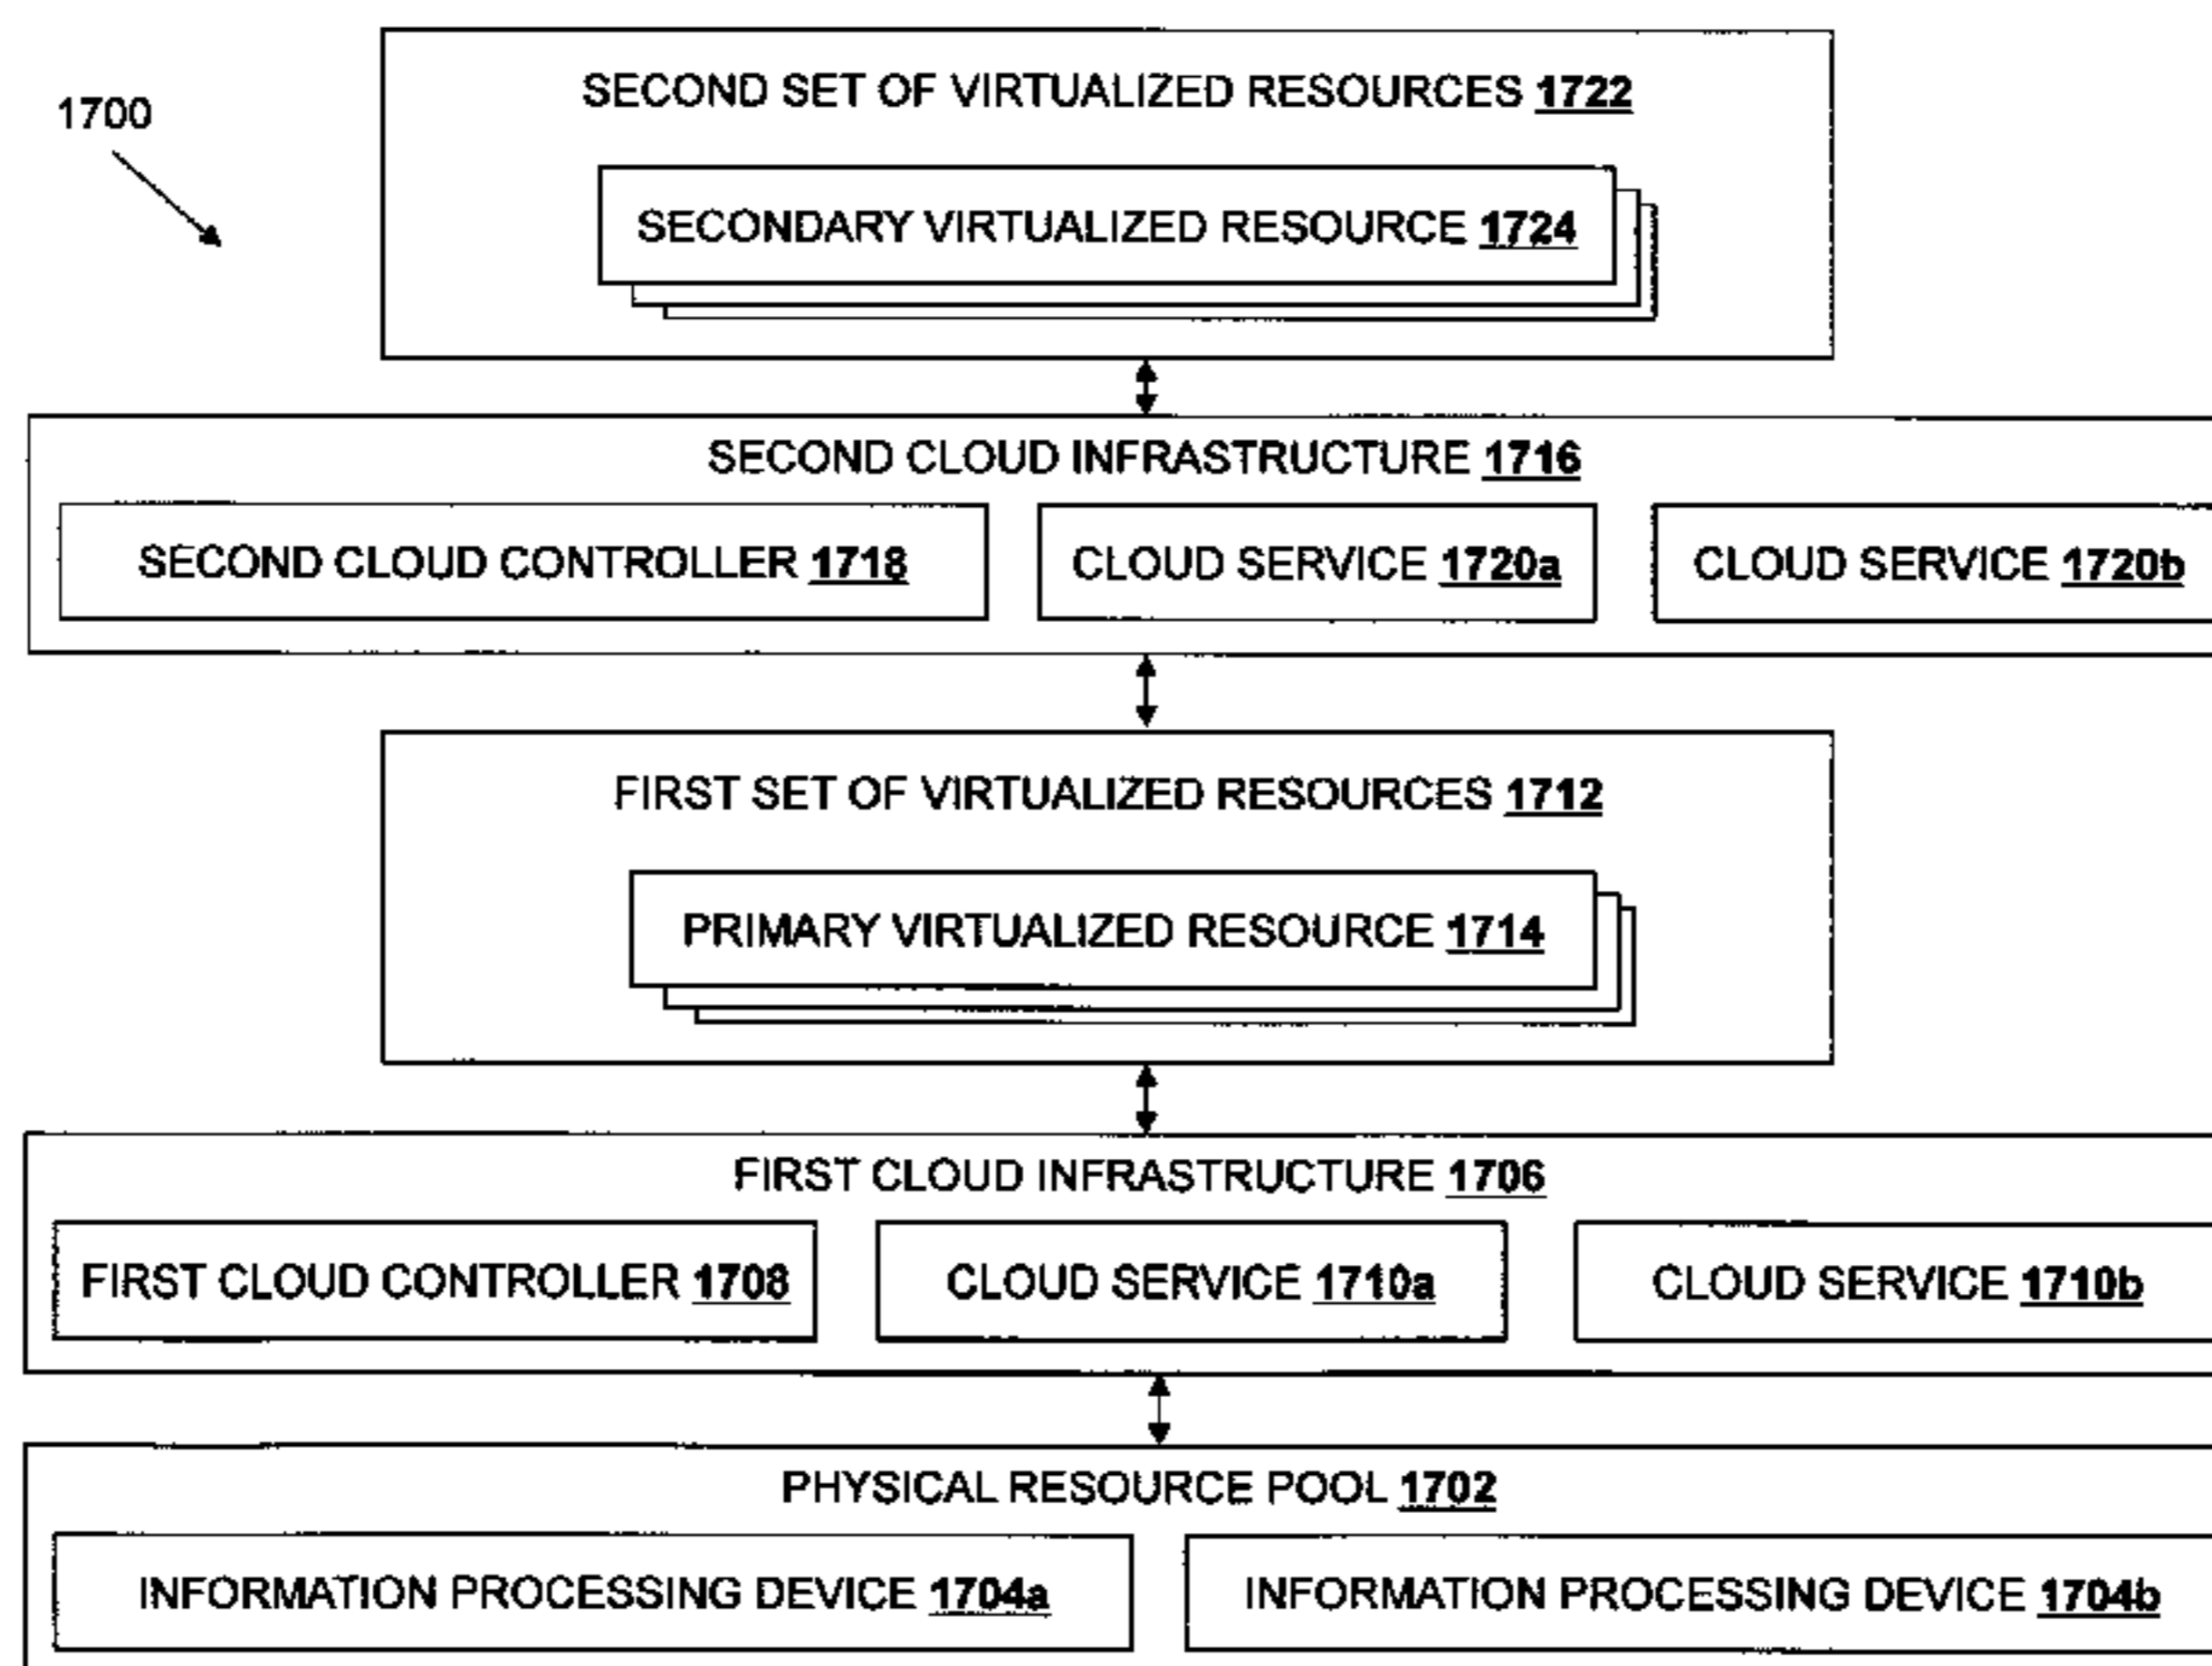 1700
SECOND SET OF VIRTUALIZED RESOURCES 1722
SECONDARY VIRTUALIZED RESOURCE 1724
SECOND CLOUD INFRASTRUCTURE 1716
SECOND CLOUD CONTROLLER 1718
CLOUD SERVICE 1720a
CLOUD SERVICE 1720b
FIRST SET OF VIRTUALIZED RESOURCES 1712
PRIMARY VIRTUALIZED RESOURCE 1714
FIRST CLOUD INFRASTRUCTURE 1706
FIRST CLOUD CONTROLLER 1708
CLOUD SERVICE 1710a
CLOUD SERVICE 1710b
PHYSICAL RESOURCE POOL 1702
INFORMATION PROCESSING DEVICE 1704a
INFORMATION PROCESSING DEVICE 1704b